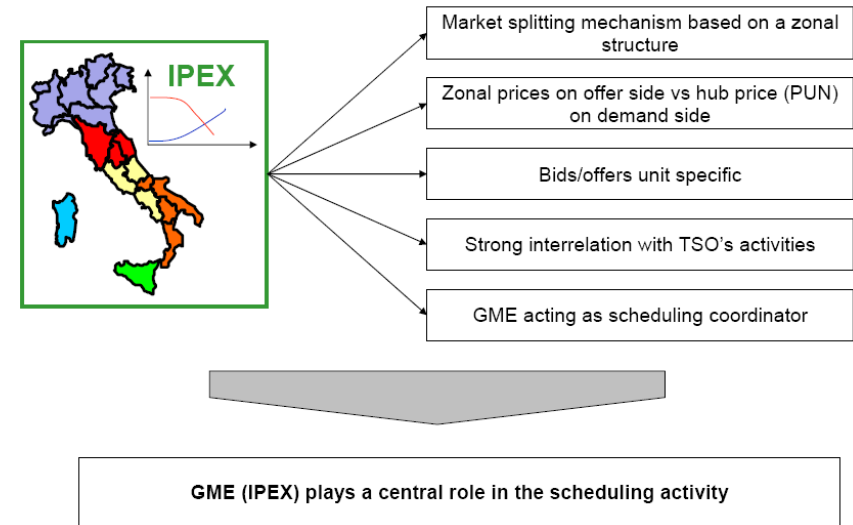 IPEX
Market splitting mechanism based on a zonal
structure
Zonal prices on offer side vs hub price (PUN)
on demand side
Bids/offers unit specific
Strong interrelation with TSO's activities
GME acting as scheduling coordinator
GME (IPEX) plays a central role in the scheduling activity